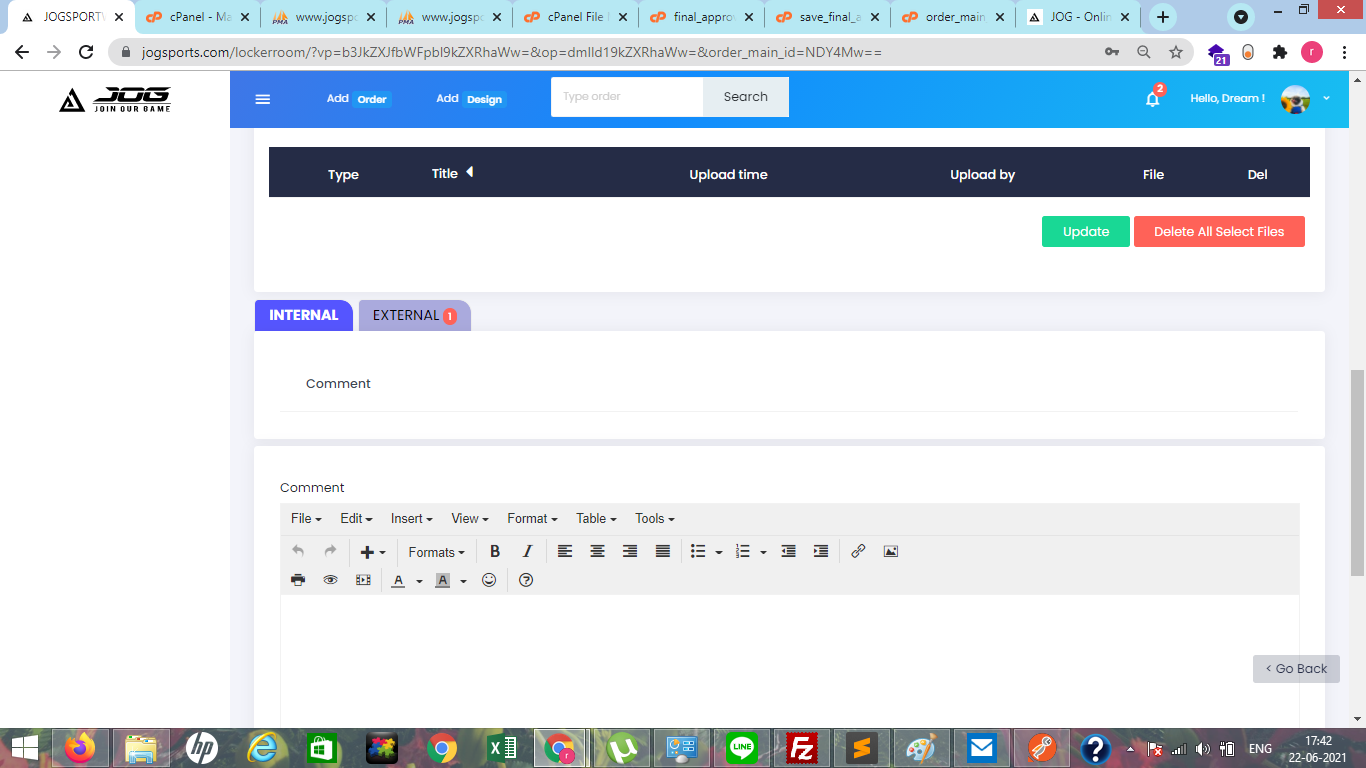 JOGSPORTW
cPanel - Ma
www.jogspo
www.jogspo
cPanel File
final_appro
save_final_a
order_main
JOG - Onlin
jogsports.com/lockerroom/?vp=b3JkZXJfbWFpbl9kZXRhaWw=&op=dmlld19kZXRhaWw=&order_main_id=NDY4Mw==
21
r
JOG
JOIN OUR GAME
Add Order
Add Design
Type order
Search
2
Hello, Dream !
Type
Title
Upload time
Upload by
File
Del
Update
Delete All Select Files
INTERNAL
EXTERNAL 1
Comment
Comment
File
Edit
Insert
View
Format
Table
Tools
Formats
B
I
A
A
< Go Back
ENG
17:42
22-06-2021